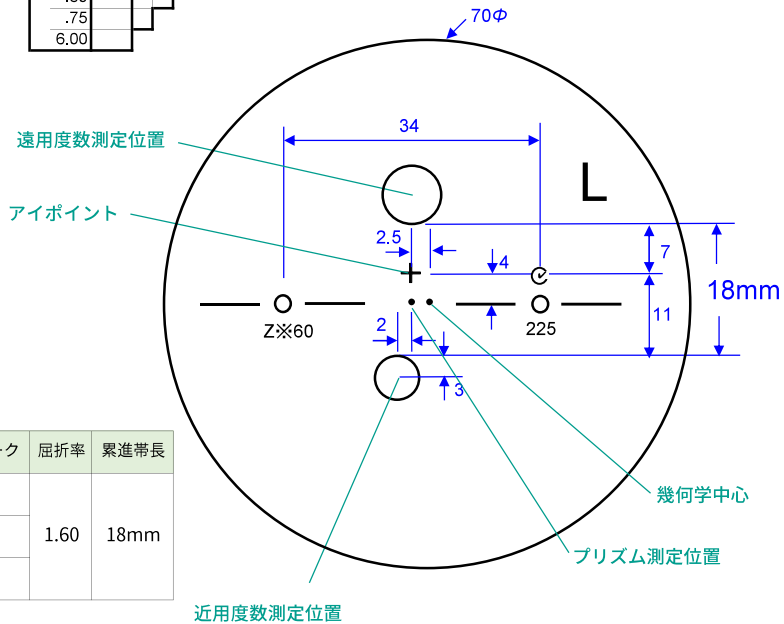 .75
6.00
70Φ
遠用度数測定位置
34
L
アイポイント
2.5
4
7
18mm
Z※60
225
11
2
3
屈折率
累進帯長
1.60
18mm
幾何学中心
プリズム測定位置
近用度数測定位置